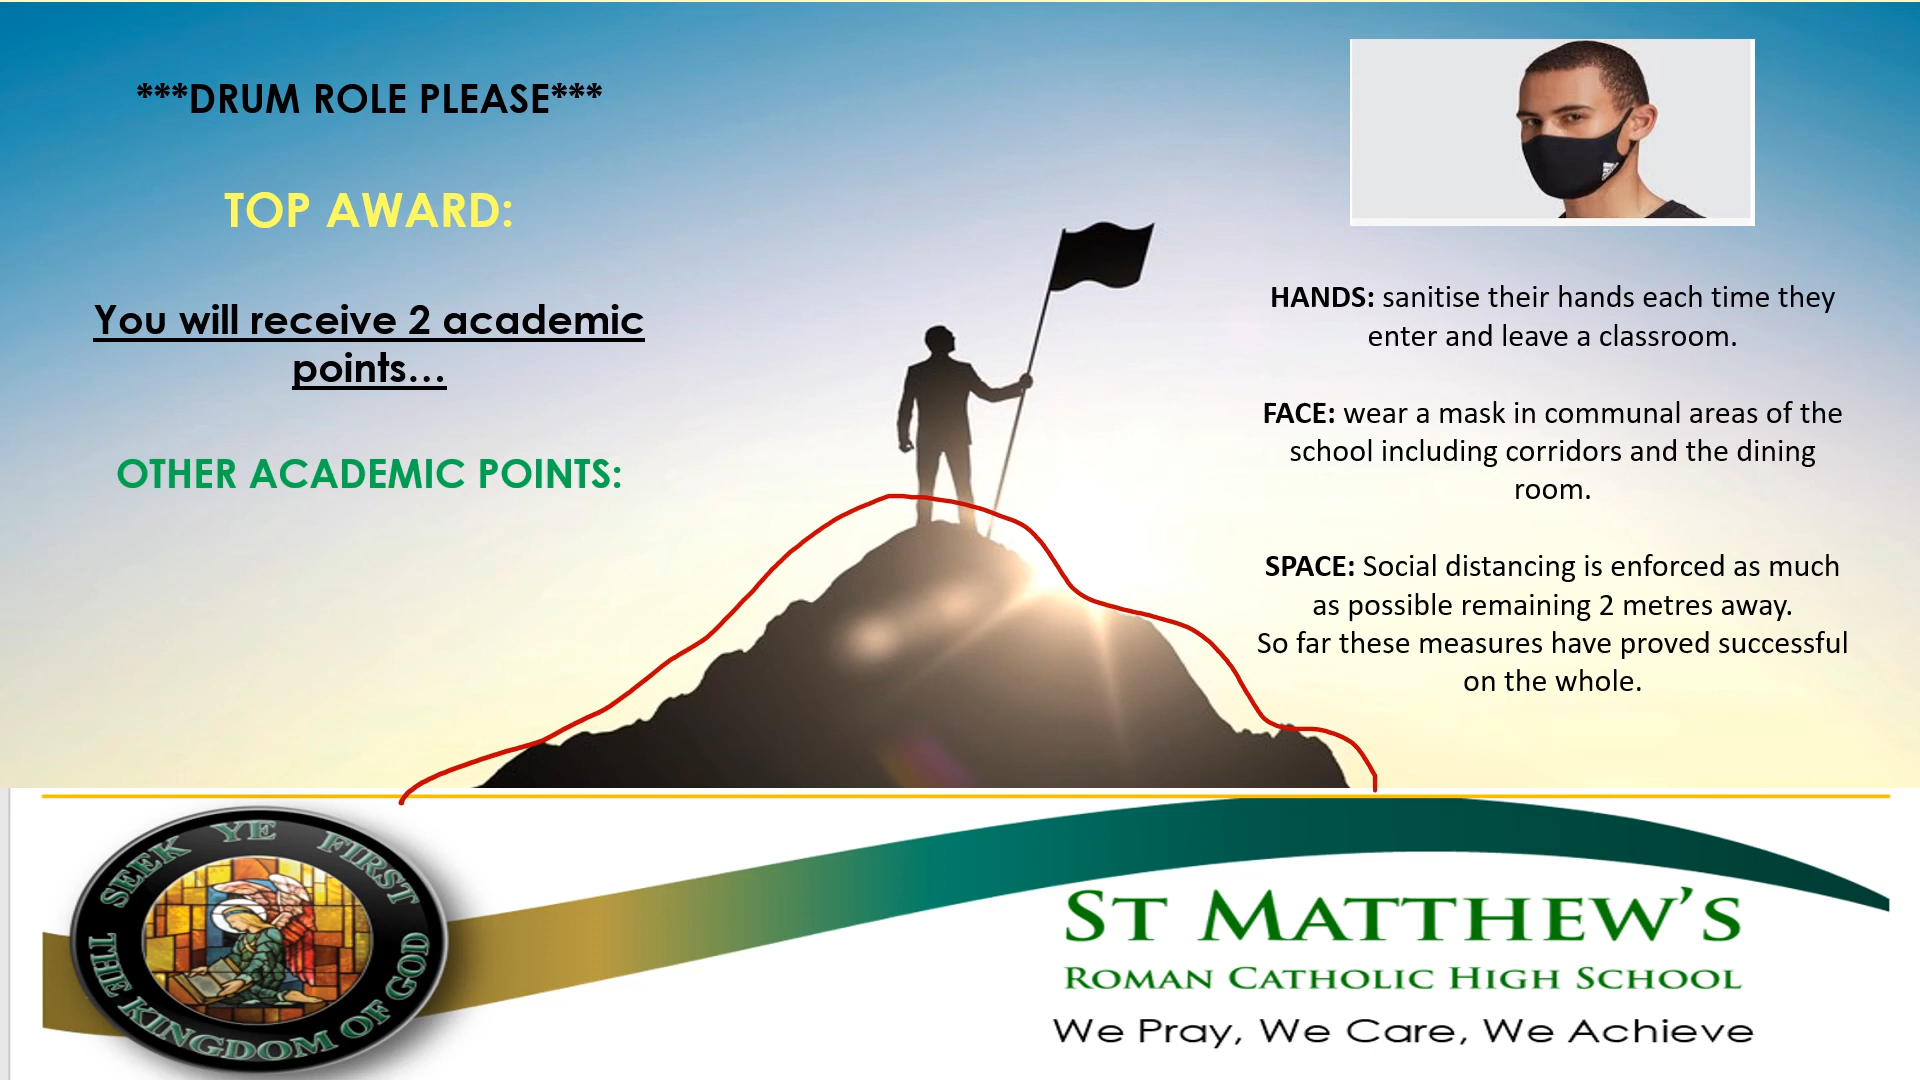 ***DRUM ROLE PLEASE***
TOP AWARD:
You will receive 2 academic
points…
OTHER ACADEMIC POINTS:
HANDS: sanitise their hands each time they
enter and leave a classroom.
FACE: wear a mask in communal areas of the
school including corridors and the dining
room.
SPACE: Social distancing is enforced as much
as possible remaining 2 metres away.
So far these measures have proved successful
on the whole.
SEEK YE FIRST
THE KINGDOM OF GOD
ST MATTHEW'S
ROMAN CATHOLIC HIGH SCHOOL
We Pray, We Care, We Achieve